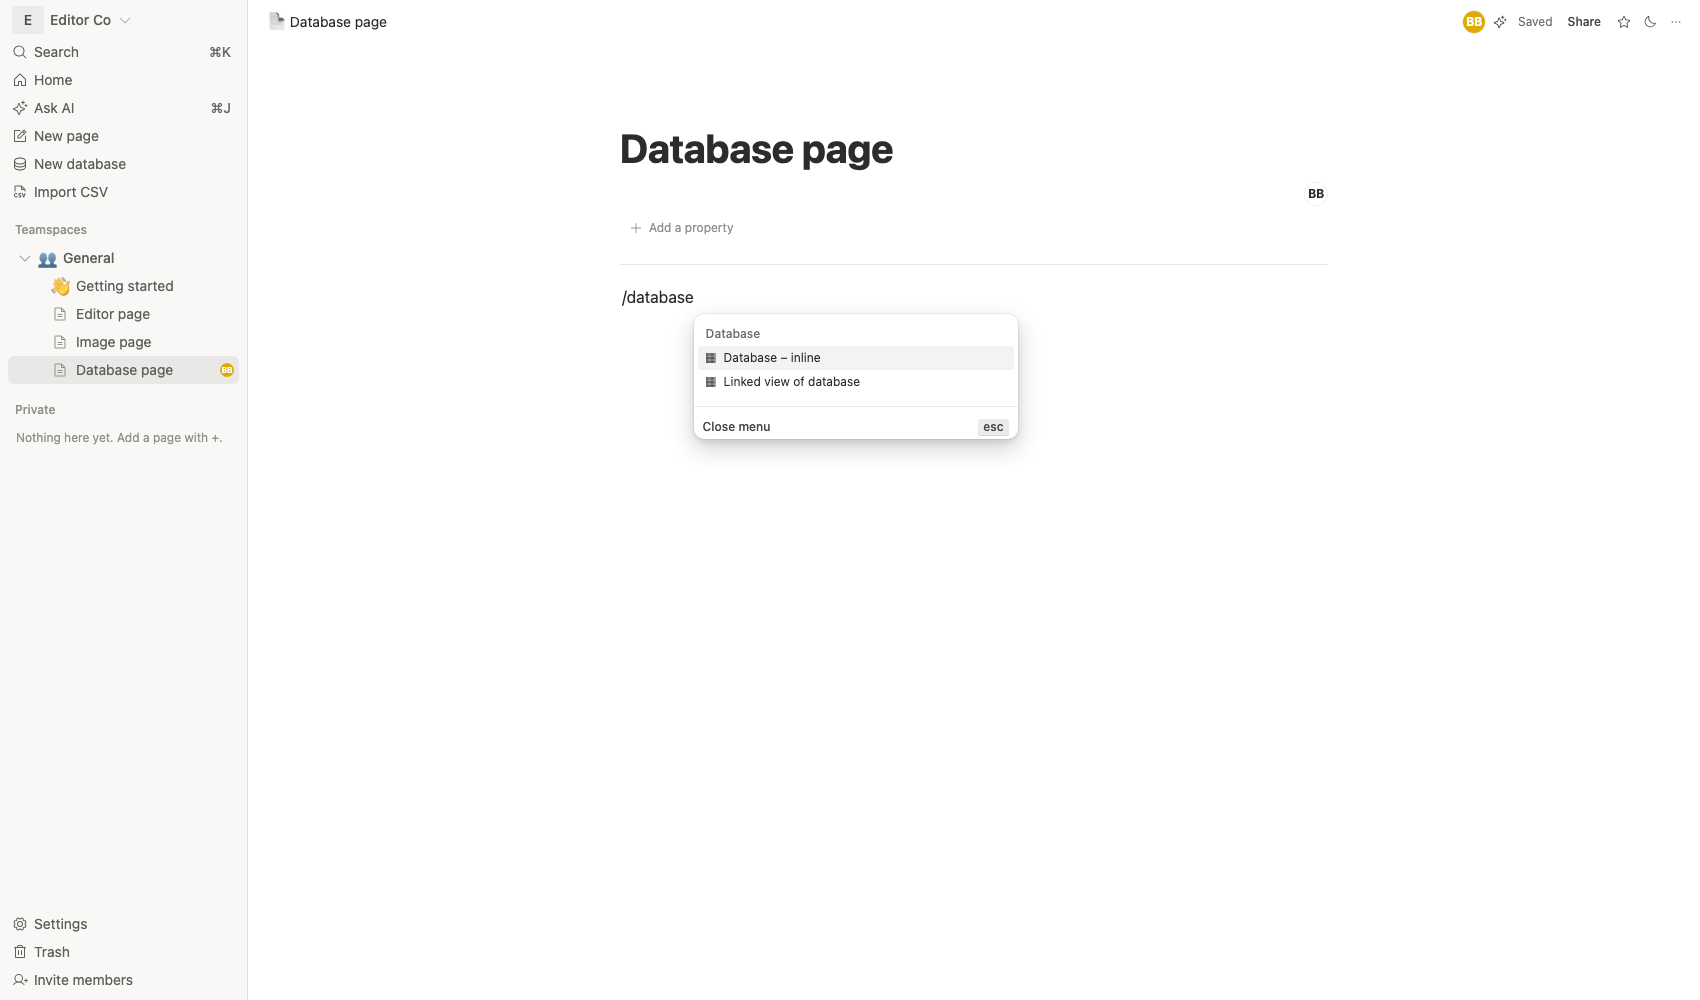 E Editor Co
Search ⌘K
Home
Ask AI ⌘J
New page
New database
CSV Import CSV
Teamspaces
General
Getting started
Editor page
Image page
Database page BB
Private
Nothing here yet. Add a page with +.
Settings
Trash
Invite members
Database page
BB Saved Share ···
Database page
BB
+ Add a property
/database
Database
Database – inline
Linked view of database
Close menu esc